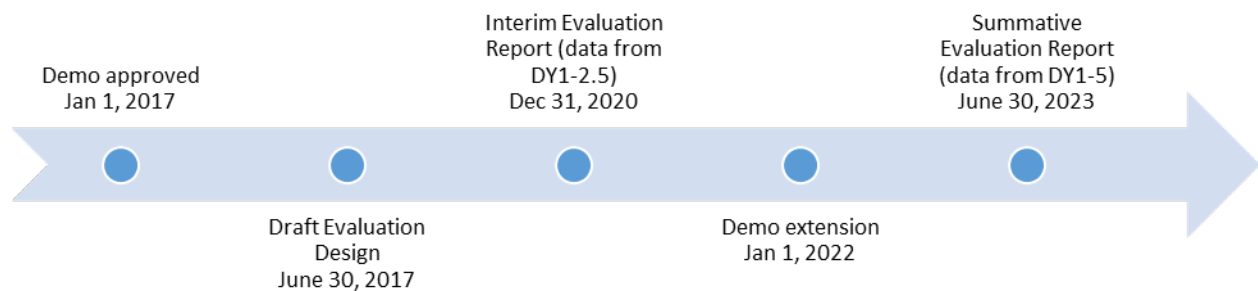 Demo approved
Jan 1, 2017
Draft Evaluation
Design
June 30, 2017
Interim Evaluation
Report (data from
DY1-2.5)
Dec 31, 2020
Demo extension
Jan 1, 2022
Summative
Evaluation Report
(data from DY1-5)
June 30, 2023